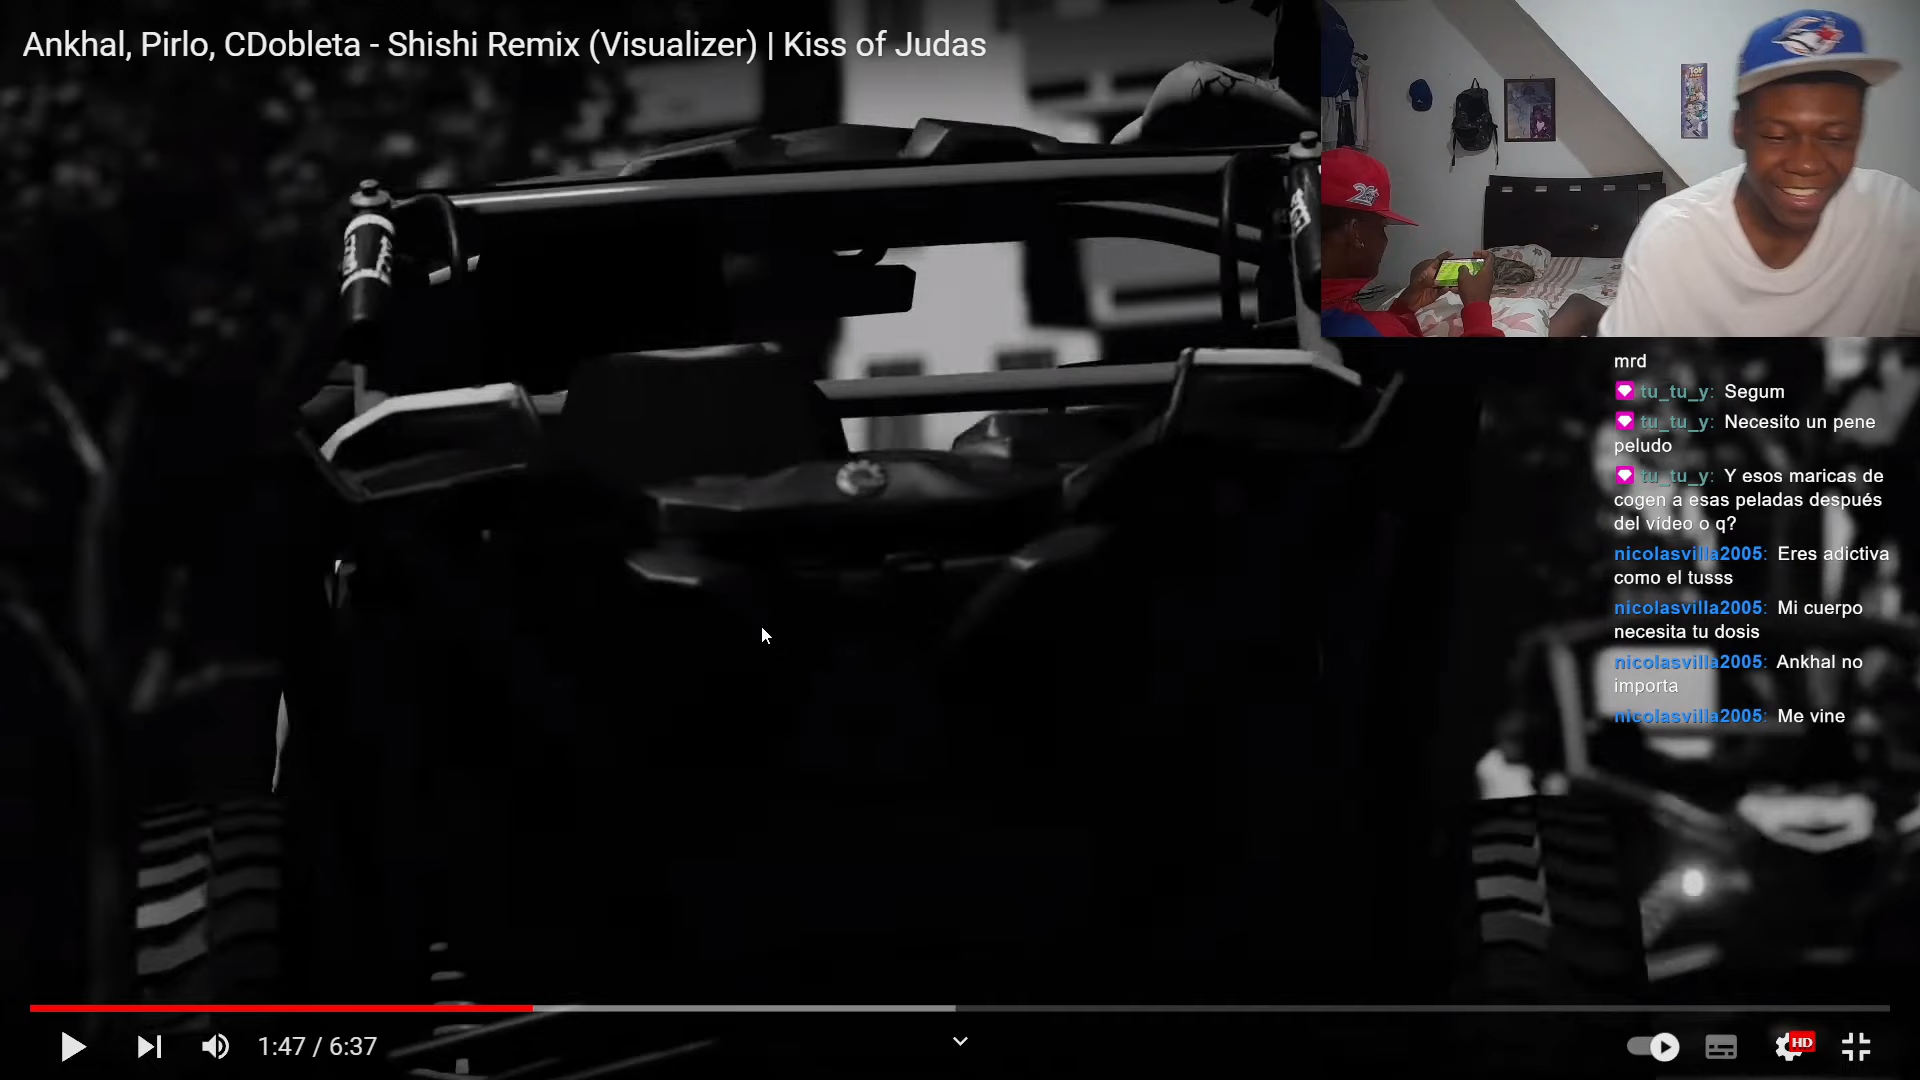 Ankhal, Pirlo, CDobleta - Shishi Remix (Visualizer) | Kiss of Judas
TOY
mrd
tu_tu_y: Segum
tu_tu_y: Necesito un pene
peludo
tu_tu_y: Y esos maricas de
cogen a esas peladas después
del video o q?
nicolasvilla2005: Eres adictiva
como el tusss
nicolasvilla2005: Mi cuerpo
necesita tu dosis
nicolasvilla2005: Ankhal no
importa
nicolasvilla2005: Me vine
1:47 / 6:37
HD